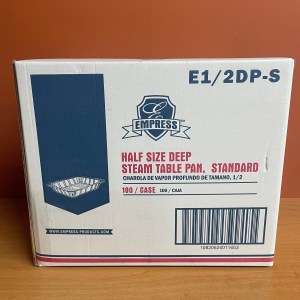 E1/2DP-S
E
EMPRESS
HALF SIZE DEEP
STEAM TABLE PAN, STANDARD
CHAROLA DE VAPOR PROFUNDO DE TAMANO, 1/2
100 / CASE 100 / CAJA
WWW.EMPRESS-PRODUCTS.COM